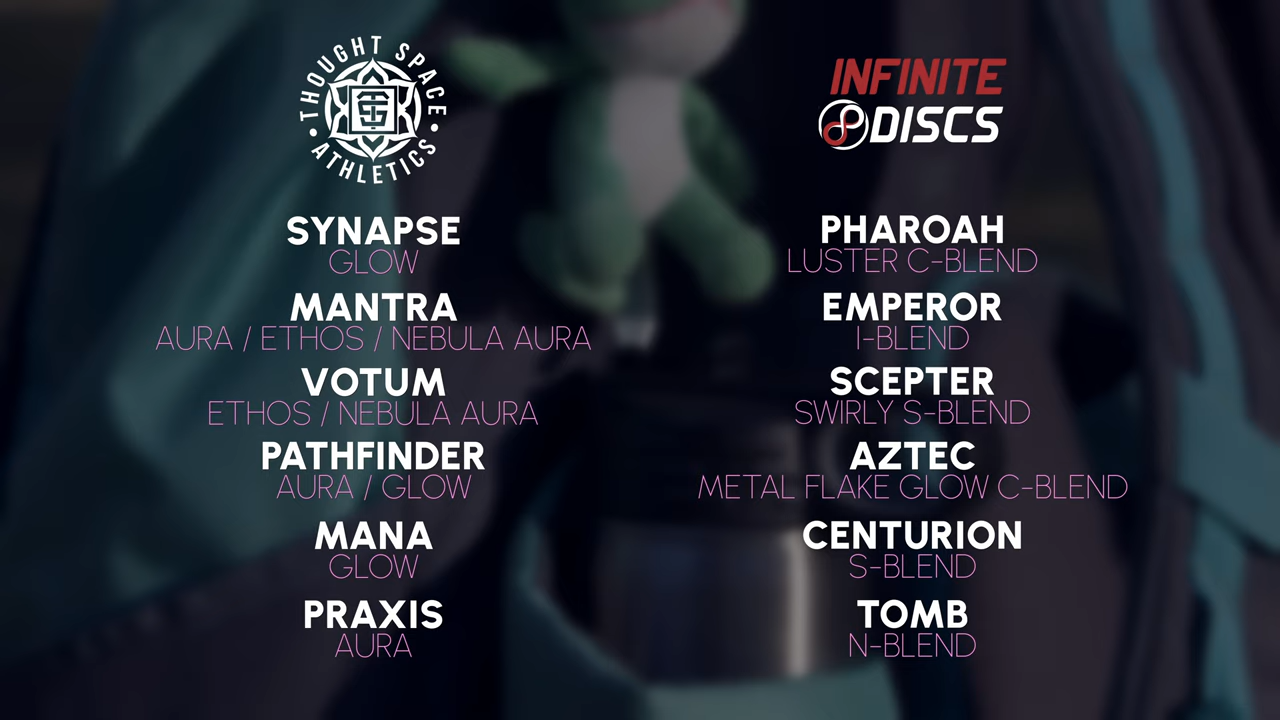 THOUGHT SPACE
ATHLETICS
SYNAPSE
GLOW
MANTRA
AURA / ETHOS / NEBULA AURA
VOTUM
ETHOS / NEBULA AURA
PATHFINDER
AURA / GLOW
MANA
GLOW
PRAXIS
AURA
INFINITE
DISCS
PHAROAH
LUSTER C-BLEND
EMPEROR
I-BLEND
SCEPTER
SWIRLY S-BLEND
AZTEC
METAL FLAKE GLOW C-BLEND
CENTURION
S-BLEND
TOMB
N-BLEND